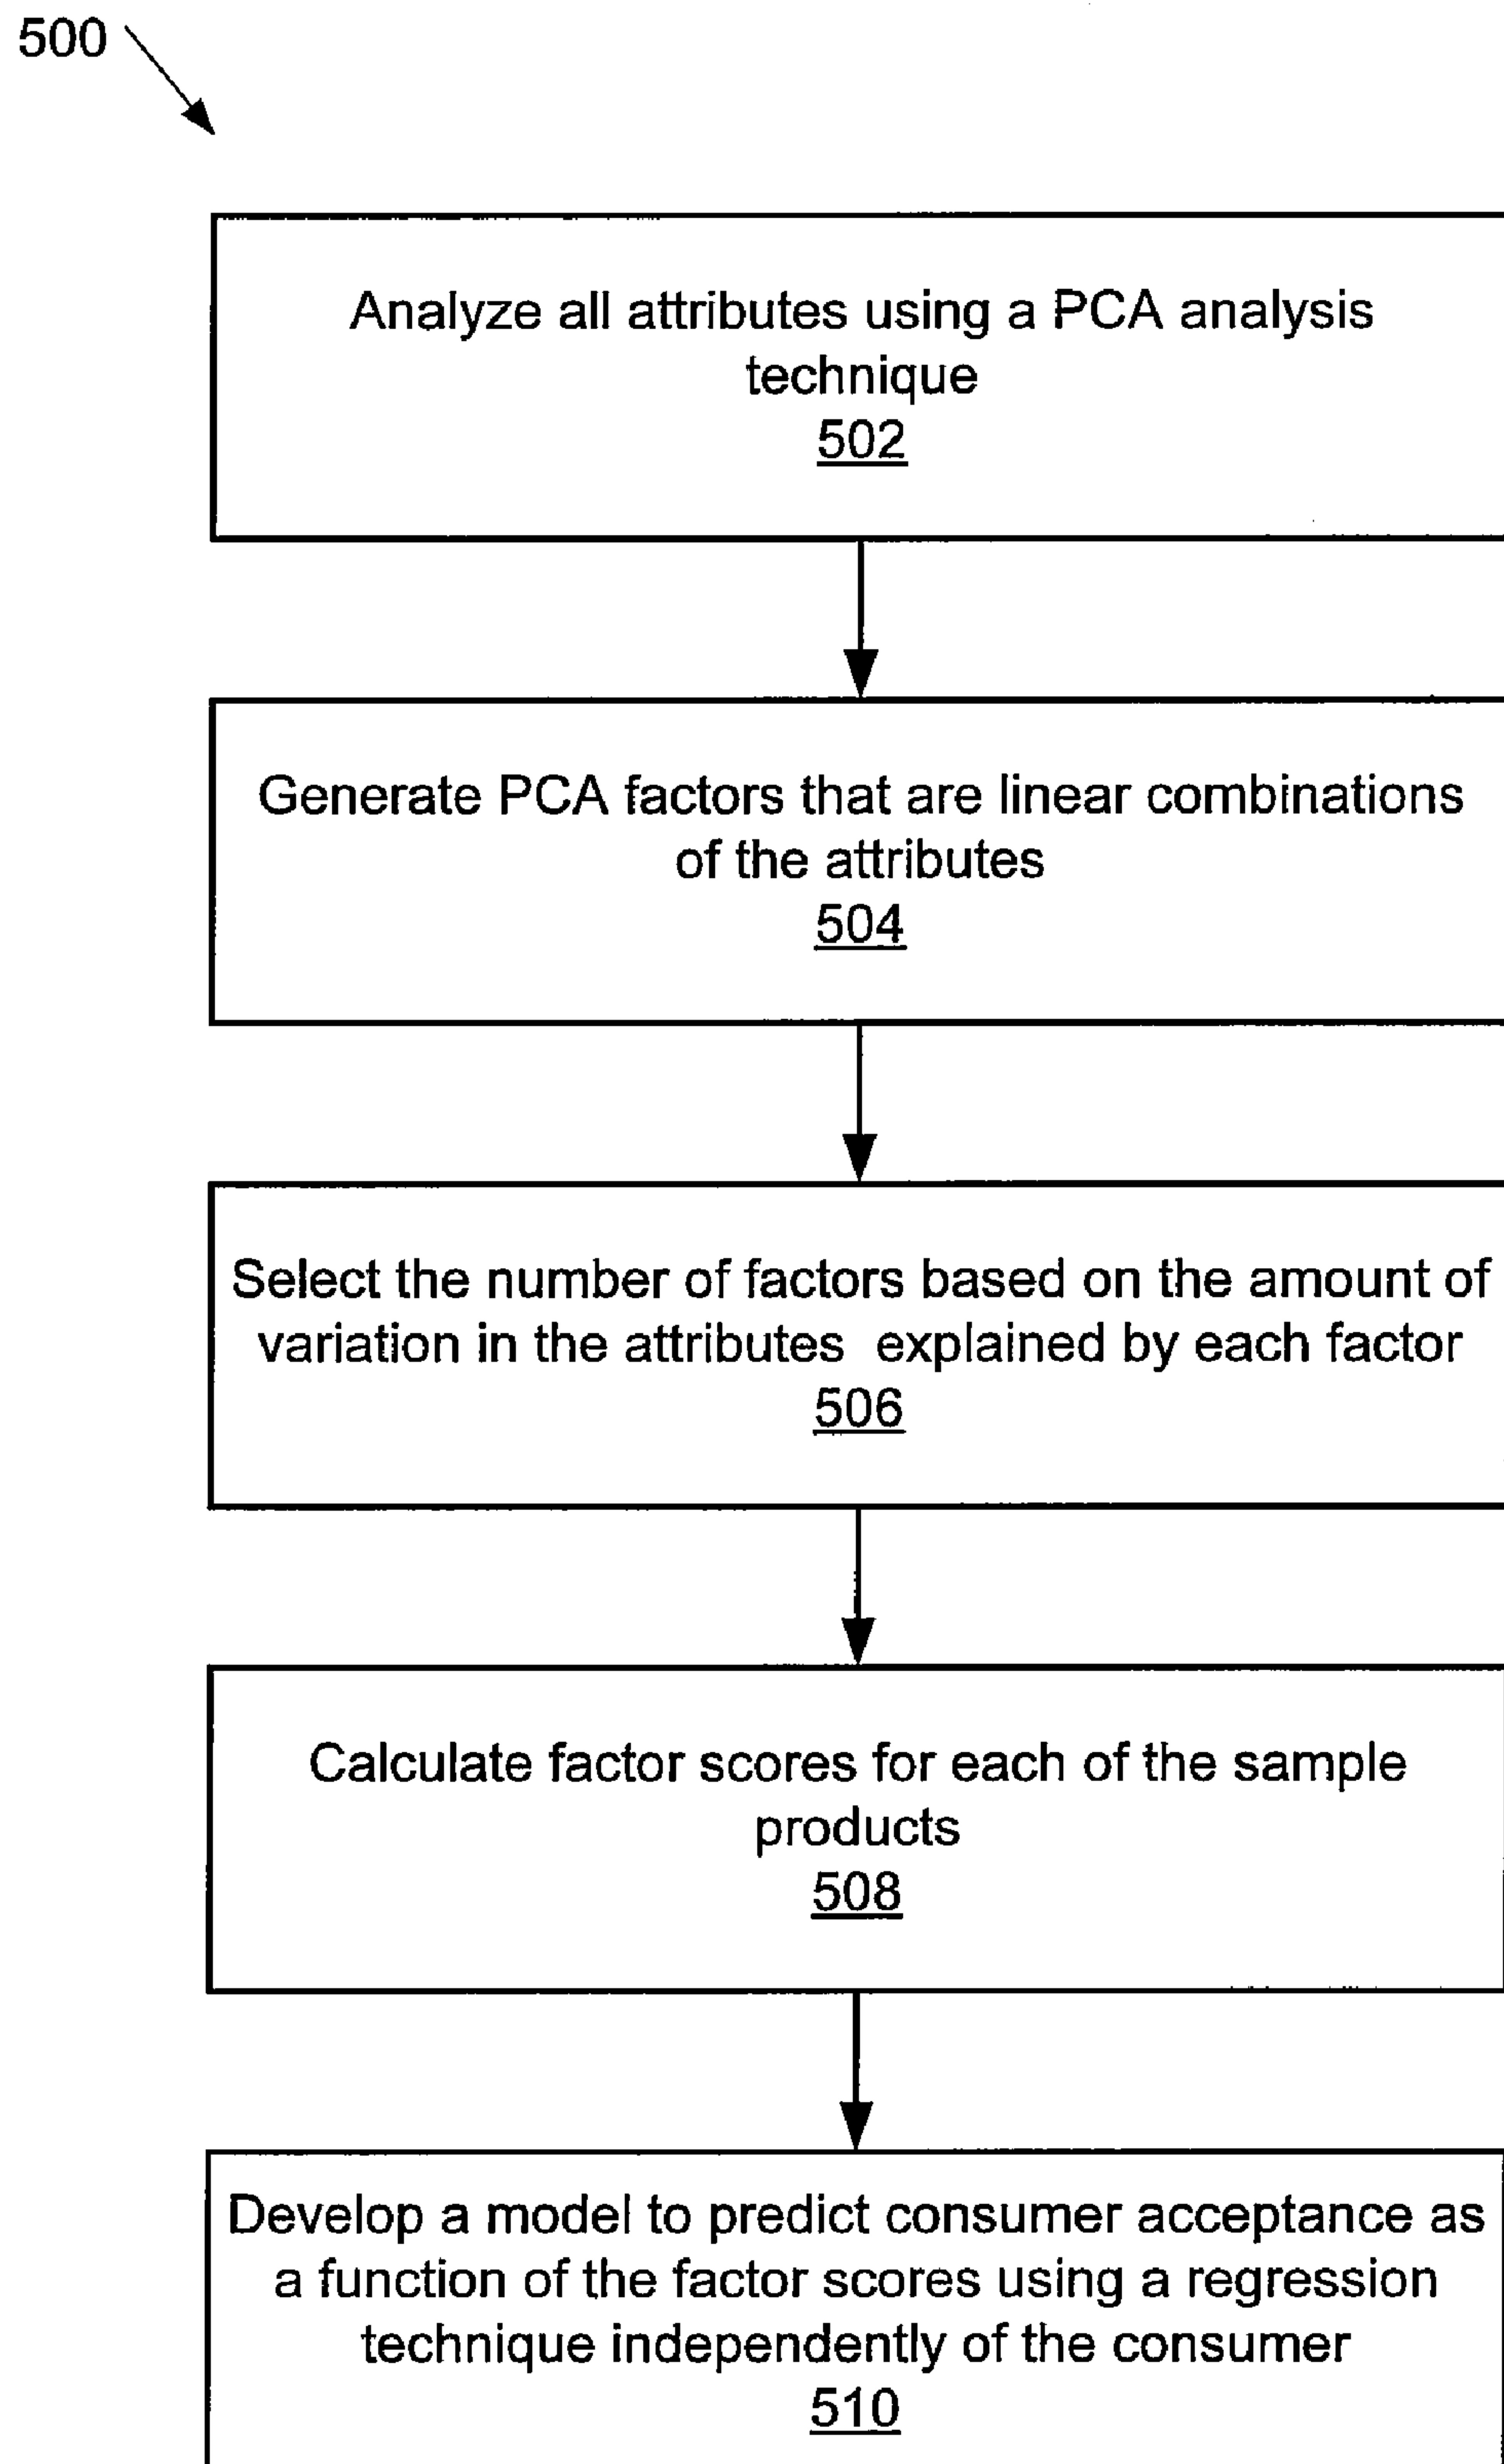 500
Analyze all attributes using a PCA analysis
technique
502
Generate PCA factors that are linear combinations
of the attributes
504
Select the number of factors based on the amount of
variation in the attributes explained by each factor
506
Calculate factor scores for each of the sample
products
508
Develop a model to predict consumer acceptance as
a function of the factor scores using a regression
technique independently of the consumer
510